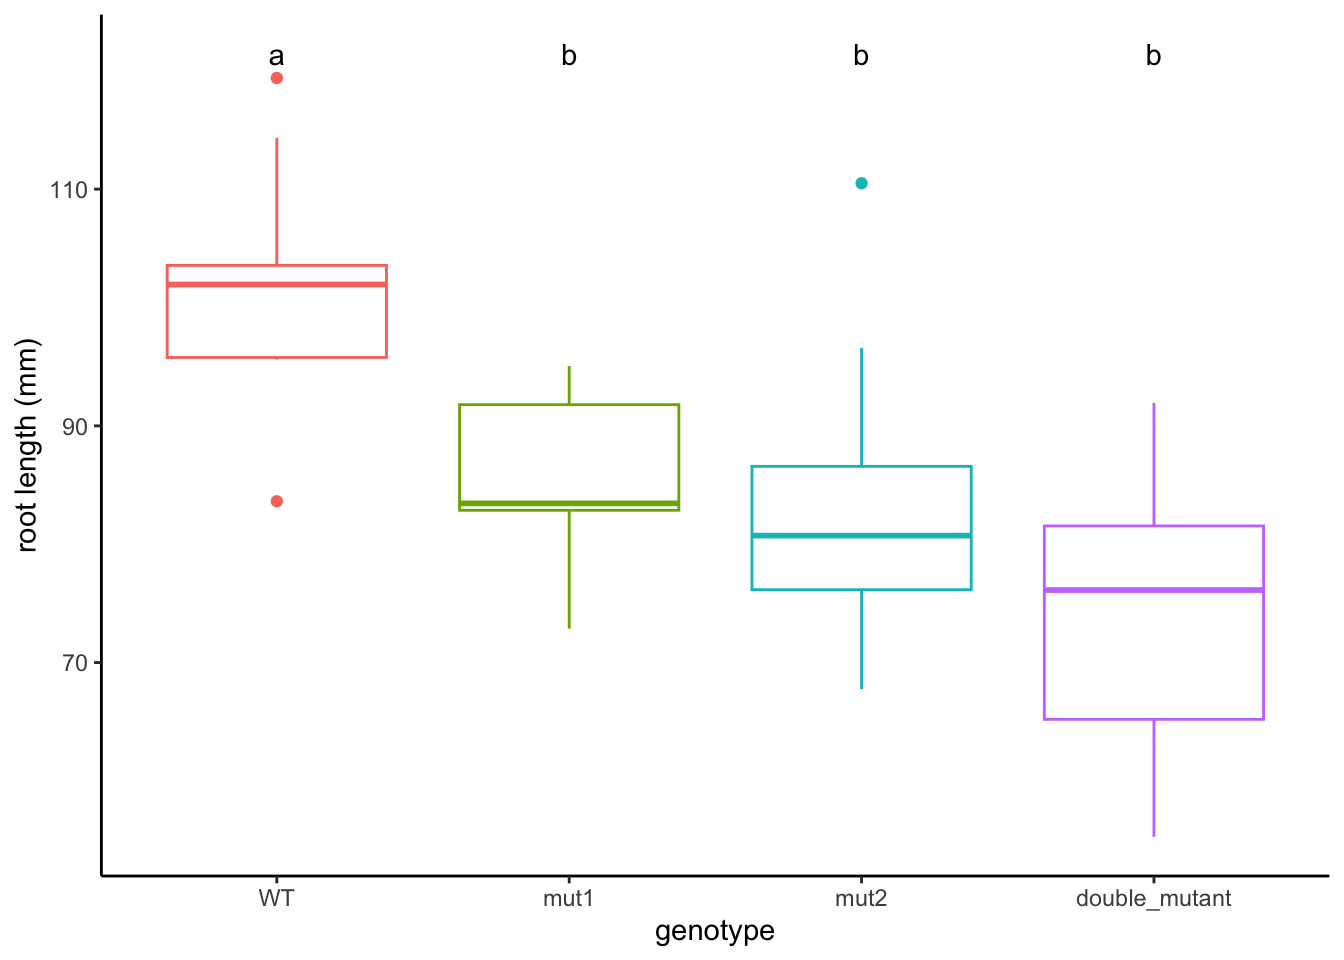 a b b b
110
90
70
root length (mm)
WT mut1 mut2 double_mutant
genotype